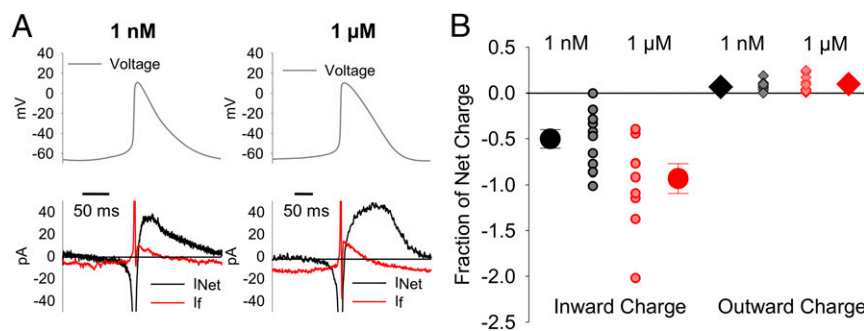 A
1 nM
1 µM
B
40
20
0
-20
-40
-60
mV
Voltage
40
20
0
-20
-40
-60
mV
Voltage
50 ms
50 ms
40
20
0
-20
-40
pA
INet
If
40
20
0
-20
-40
pA
INet
If
Fraction of Net Charge
0.5
0.0
-0.5
-1.0
-1.5
-2.0
-2.5
1 nM
1 µM
1 nM
1 µM
Inward Charge
Outward Charge